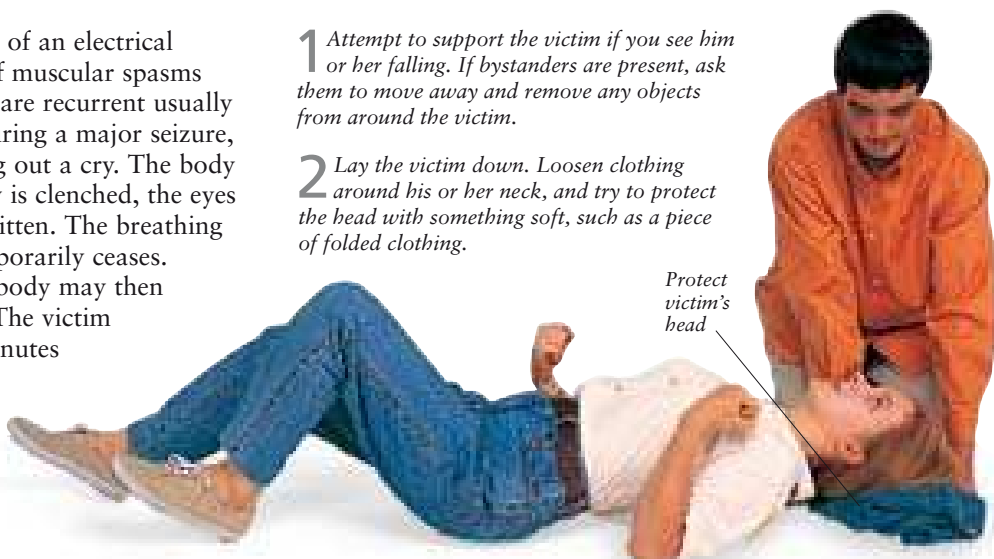 of an electrical
muscular spasms
are recurrent usually
ring a major seizure,
out a cry. The body
is clenched, the eyes
itten. The breathing
porarily ceases.
body may then
The victim
nutes
1 Attempt to support the victim if you see him
or her falling. If bystanders are present, ask
them to move away and remove any objects
from around the victim.
2 Lay the victim down. Loosen clothing
around his or her neck, and try to protect
the head with something soft, such as a piece
of folded clothing.
Protect
victim's
head